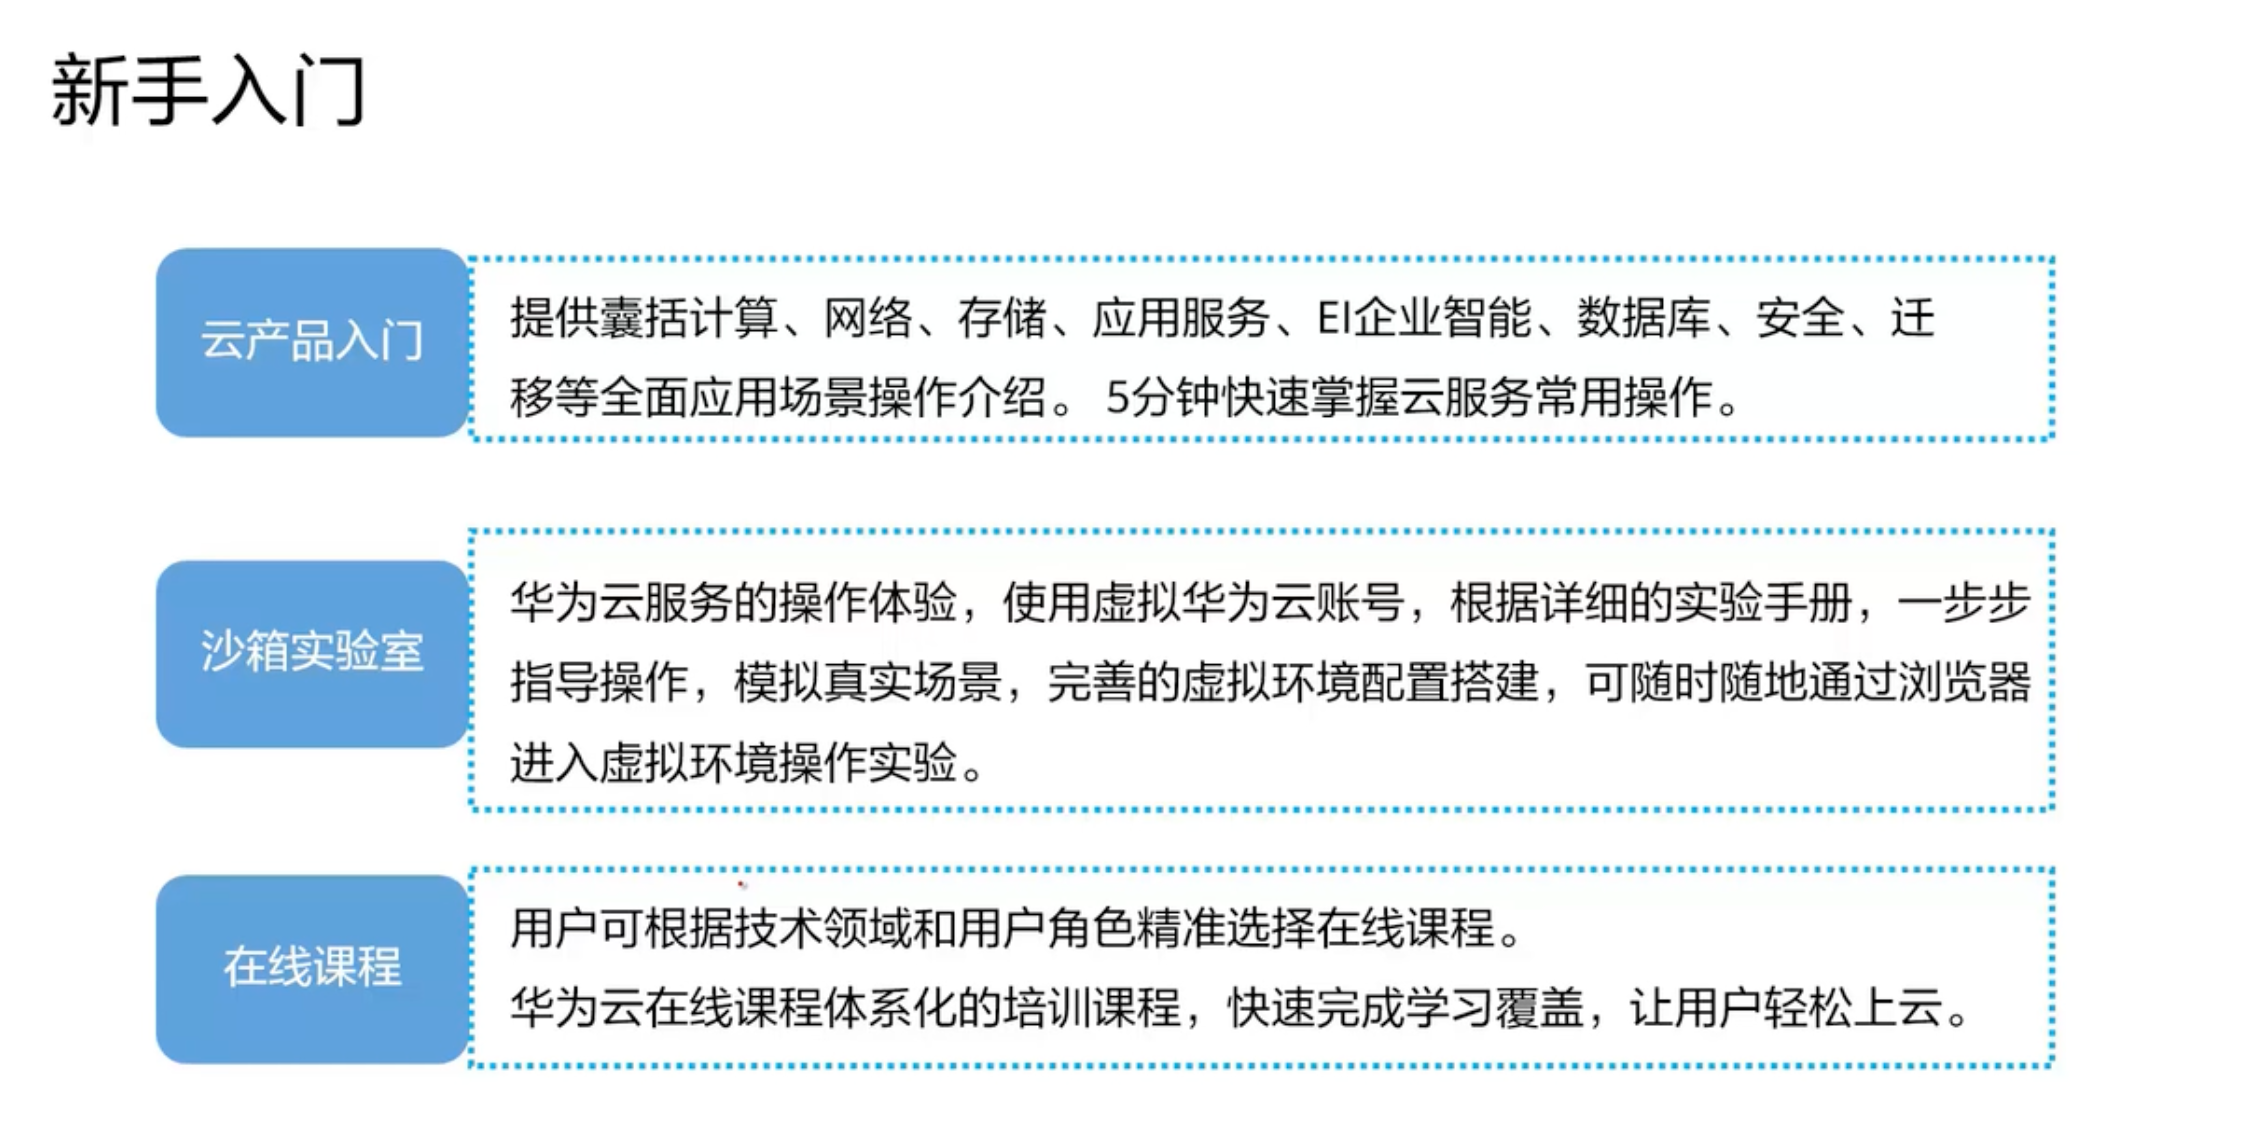 新手入门
云产品入门
提供囊括计算、网络、存储、应用服务、EI企业智能、数据库、安全、迁
移等全面应用场景操作介绍。 5分钟快速掌握云服务常用操作。
沙箱实验室
华为云服务的操作体验，使用虚拟华为云账号，根据详细的实验手册，一步步
指导操作，模拟真实场景，完善的虚拟环境配置搭建，可随时随地通过浏览器
进入虚拟环境操作实验。
在线课程
用户可根据技术领域和用户角色精准选择在线课程。
华为云在线课程体系化的培训课程，快速完成学习覆盖，让用户轻松上云。